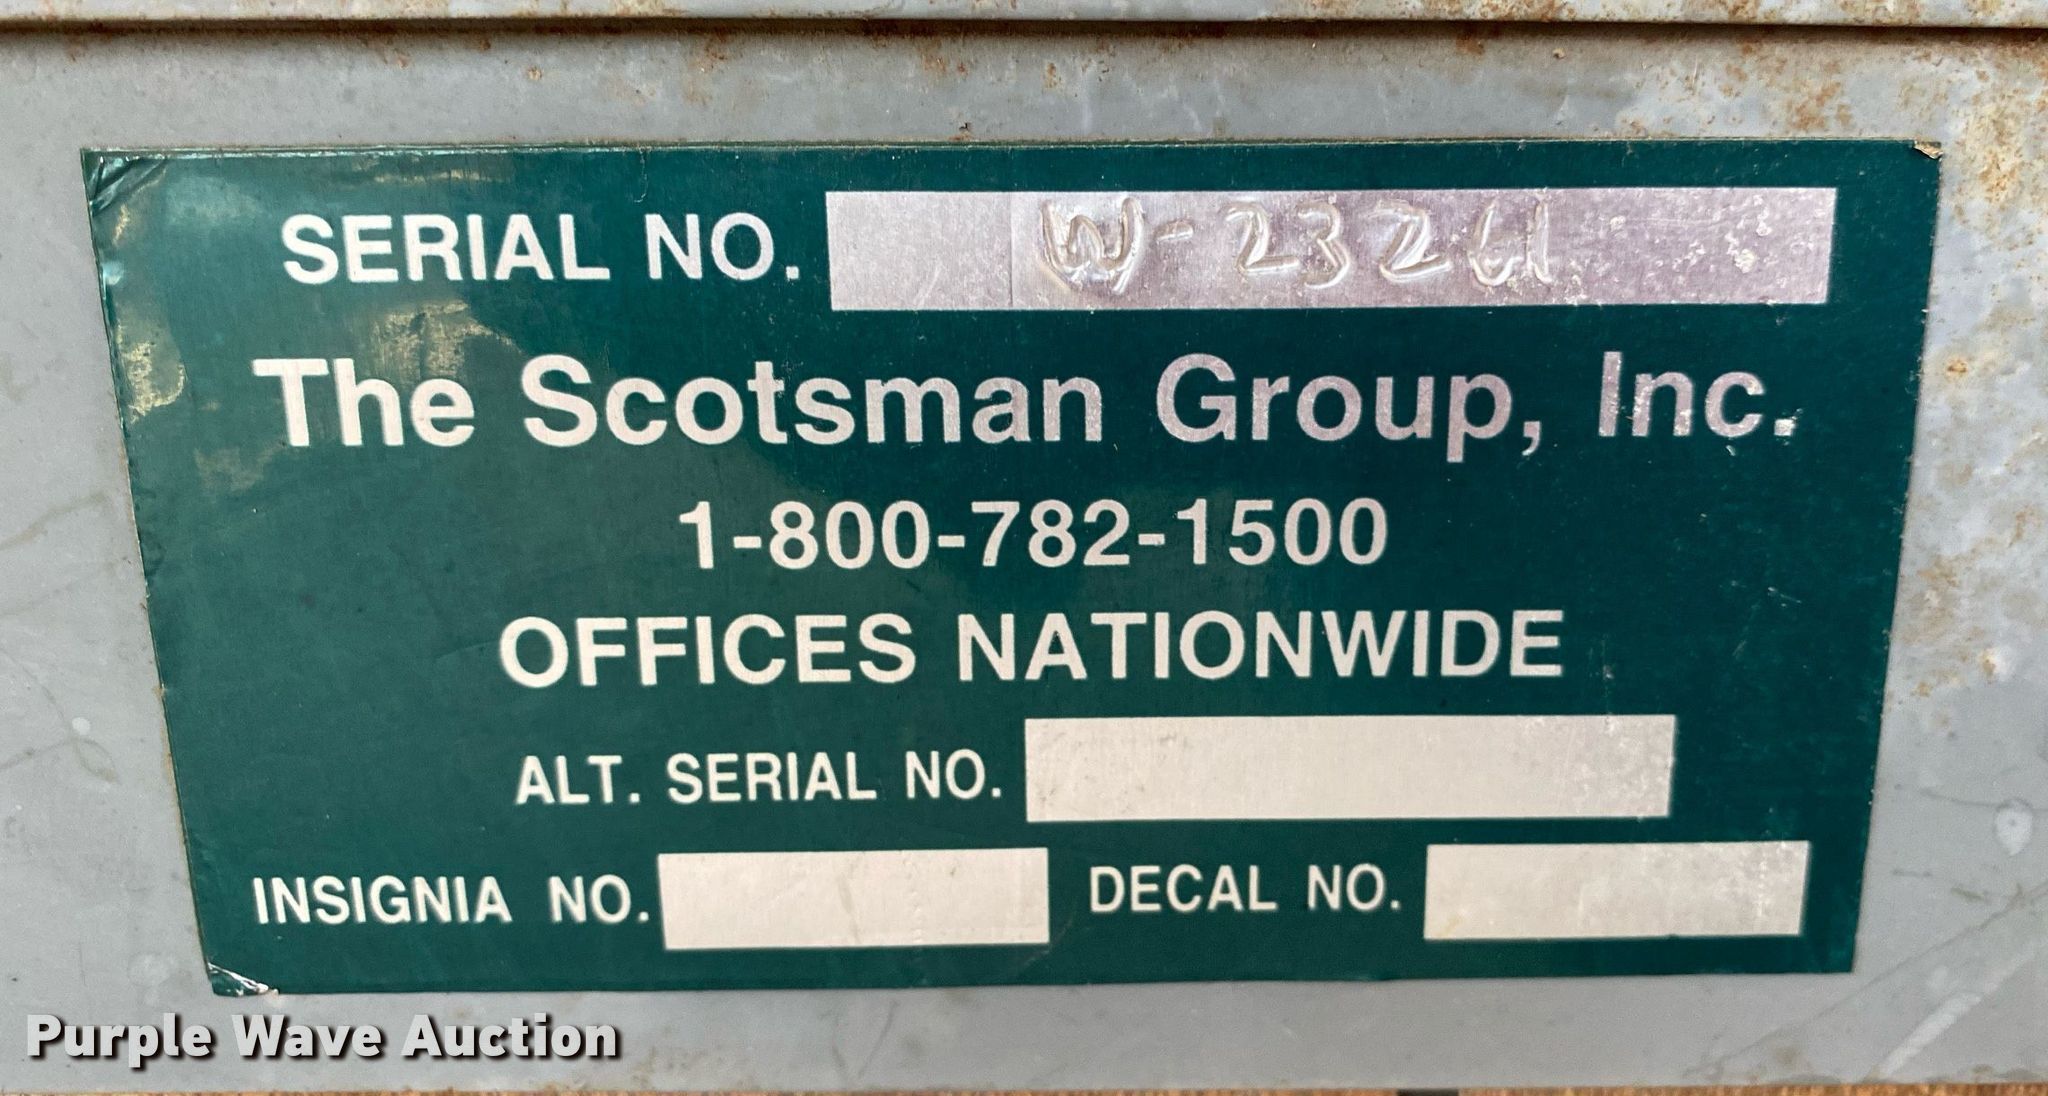 SERIAL NO. W-23261
The Scotsman Group, Inc.
1-800-782-1500
OFFICES NATIONWIDE
ALT. SERIAL NO.
INSIGNIA NO. DECAL NO.
Purple Wave Auction